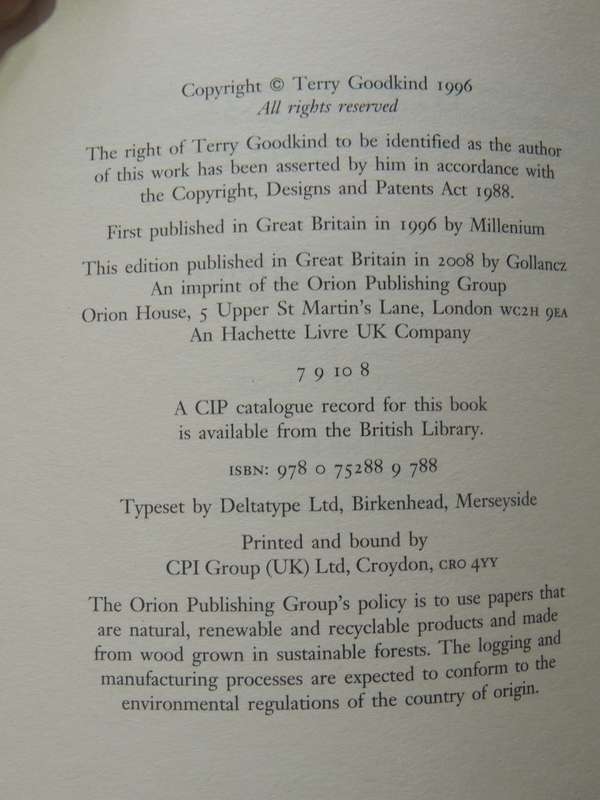 Copyright © Terry Goodkind 1996
All rights reserved
The right of Terry Goodkind to be identified as the author
of this work has been asserted by him in accordance with
the Copyright, Designs and Patents Act 1988.
First published in Great Britain in 1996 by Millenium
This edition published in Great Britain in 2008 by Gollancz
An imprint of the Orion Publishing Group
Orion House, 5 Upper St Martin's Lane, London WC2H 9EA
An Hachette Livre UK Company
7 9 10 8
A CIP catalogue record for this book
is available from the British Library.
ISBN: 978 0 75288 9 788
Typeset by Deltatype Ltd, Birkenhead, Merseyside
Printed and bound by
CPI Group (UK) Ltd, Croydon, CR0 4YY
The Orion Publishing Group's policy is to use papers that
are natural, renewable and recyclable products and made
from wood grown in sustainable forests. The logging and
manufacturing processes are expected to conform to the
environmental regulations of the country of origin.